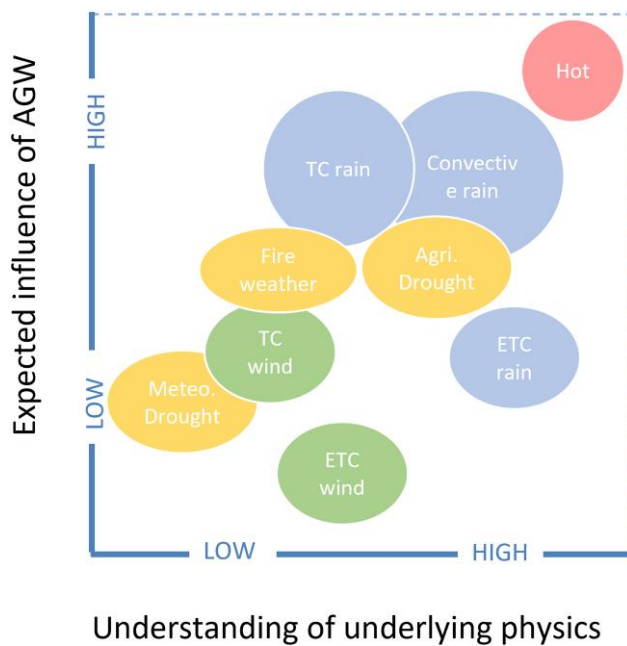 Expected influence of AGW
HIGH
LOW
Hot
TC rain
Convectiv
e rain
Fire
weather
Agri.
Drought
TC
wind
ETC
rain
Meteo.
Drought
ETC
wind
LOW
HIGH
Understanding of underlying physics